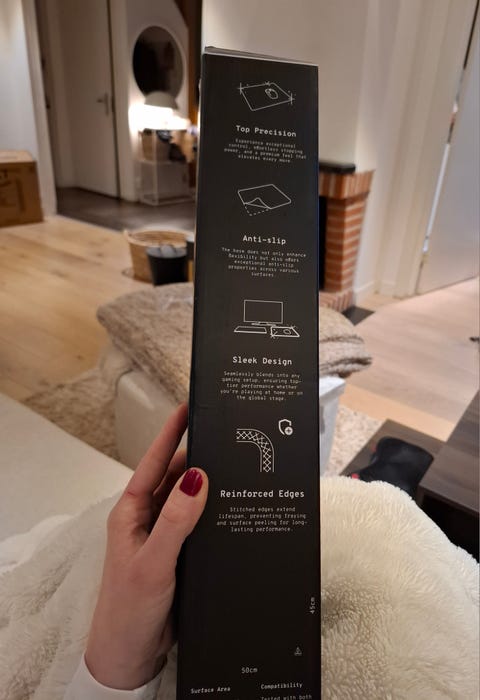 Top Precision
Experience exceptional
control, effortless stopping
power, and a premium feel that
elevates every move.
Anti-slip
The base does not only enhance
flexibility but also offers
exceptional anti-slip
properties across various
surfaces.
Sleek Design
Seamlessly blends into any
gaming setup, ensuring top-
tier performance whether
you're playing at home or on
the global stage.
Reinforced Edges
Stitched edges extend
lifespan, preventing fraying
and surface peeling for long-
lasting performance.
45cm
50cm
Surface Area
Compatibility
Tested with both